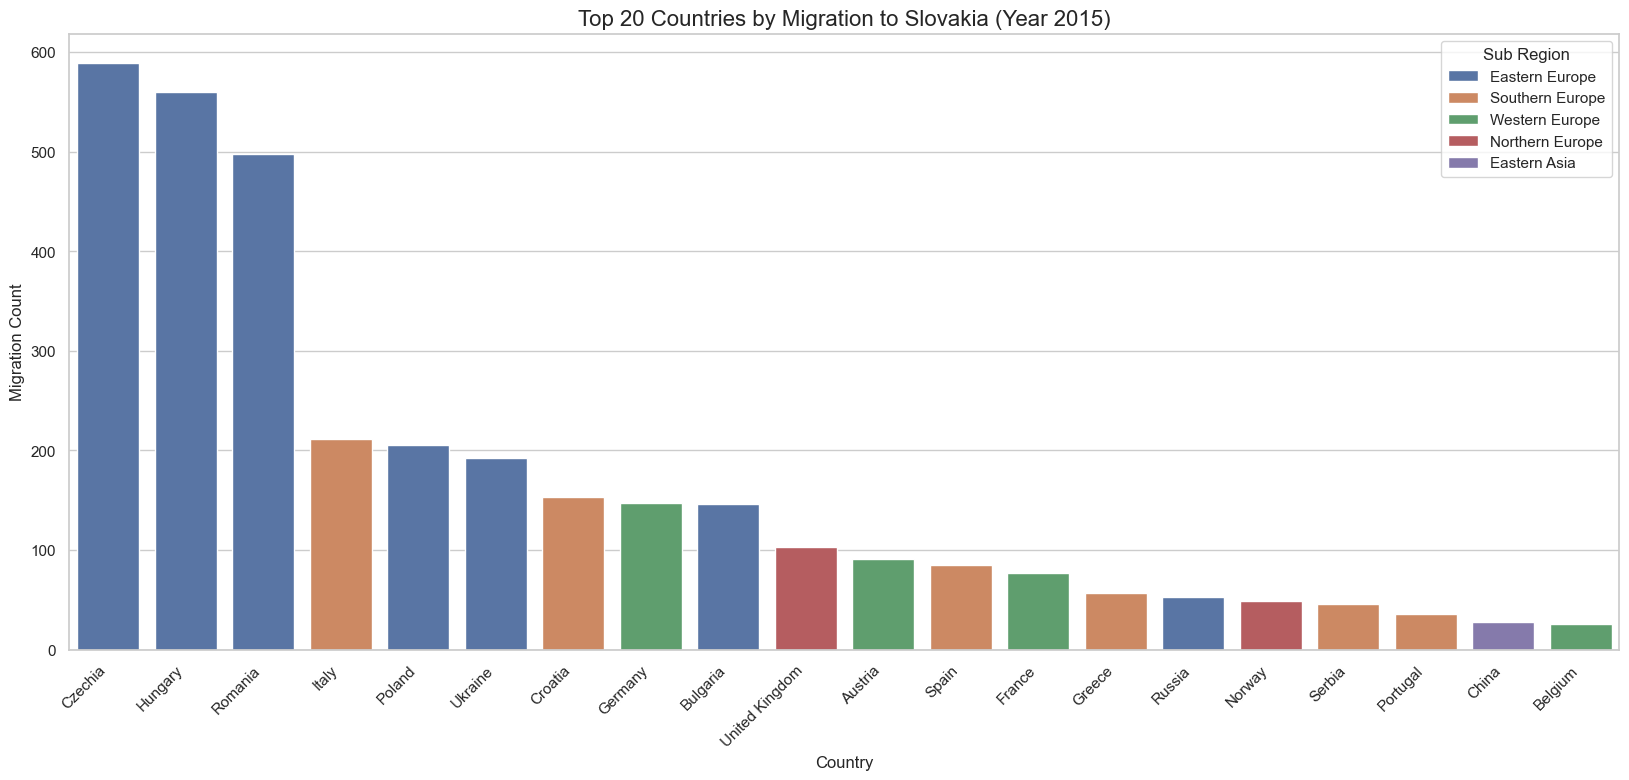 Top 20 Countries by Migration to Slovakia (Year 2015)
Sub Region
Eastern Europe
Southern Europe
Western Europe
Northern Europe
Eastern Asia
Migration Count
600
500
400
300
200
100
0
Czechia
Hungary
Romania
Italy
Poland
Ukraine
Croatia
Germany
Bulgaria
United Kingdom
Austria
Spain
France
Greece
Russia
Norway
Serbia
Portugal
China
Belgium
Country